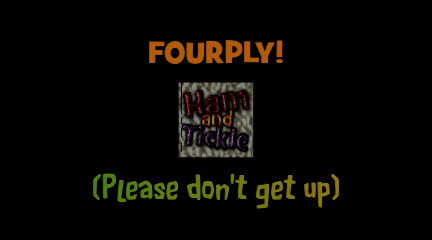 FOURPLY!
Ham
and
Tickle
(Please don't get up)